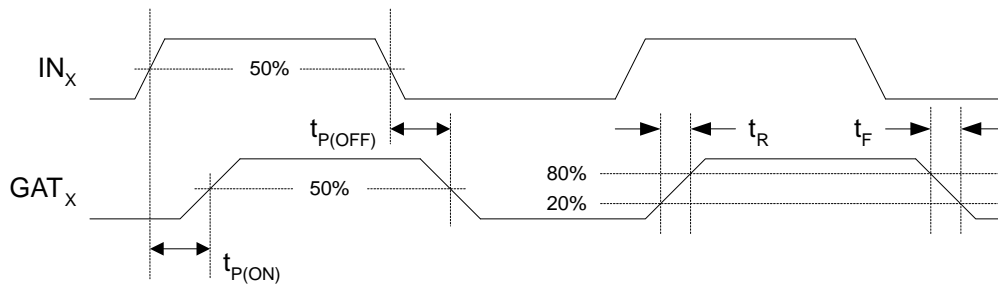 IN_X
50%
t_P(OFF)
t_R
t_F
GAT_X
50%
80%
20%
t_P(ON)